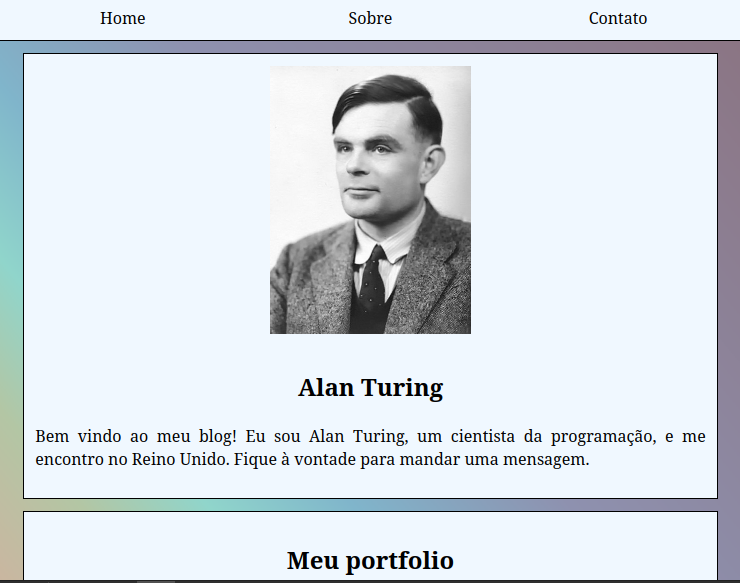 Home Sobre Contato
Alan Turing
Bem vindo ao meu blog! Eu sou Alan Turing, um cientista da programação, e me
encontro no Reino Unido. Fique à vontade para mandar uma mensagem.
Meu portfolio